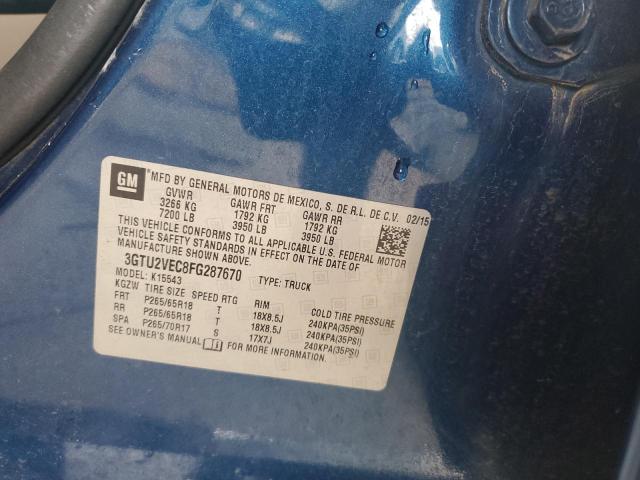 GM
MFD BY GENERAL MOTORS DE MEXICO, S. DE R.L. DE C.V. 02/15
GVWR GAWR FRT GAWR RR
3266 KG 1792 KG 1792 KG
7200 LB 3950 LB 3950 LB
THIS VEHICLE CONFORMS TO ALL APPLICABLE U.S. FEDERAL MOTOR
VEHICLE SAFETY STANDARDS IN EFFECT ON THE DATE OF
MANUFACTURE SHOWN ABOVE.
3GTU2VEC8FG287670 TYPE: TRUCK
MODEL: K15543
KGZW TIRE SIZE SPEED RTG RIM COLD TIRE PRESSURE
FRT P265/65R18 T 18X8.5J 240KPA(35PSI)
RR P265/65R18 T 18X8.5J 240KPA(35PSI)
SPA P265/70R17 S 17X7J 240KPA(35PSI)
SEE OWNER'S MANUAL FOR MORE INFORMATION.